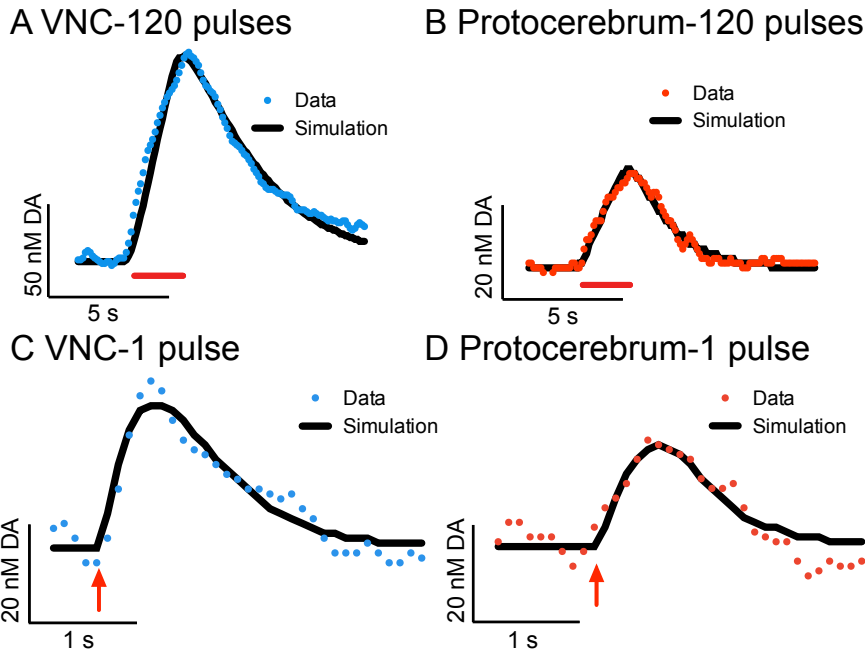 A VNC-120 pulses
Data
Simulation
50 nM DA
5 s
B Protocerebrum-120 pulses
Data
Simulation
20 nM DA
5 s
C VNC-1 pulse
Data
Simulation
20 nM DA
1 s
D Protocerebrum-1 pulse
Data
Simulation
20 nM DA
1 s